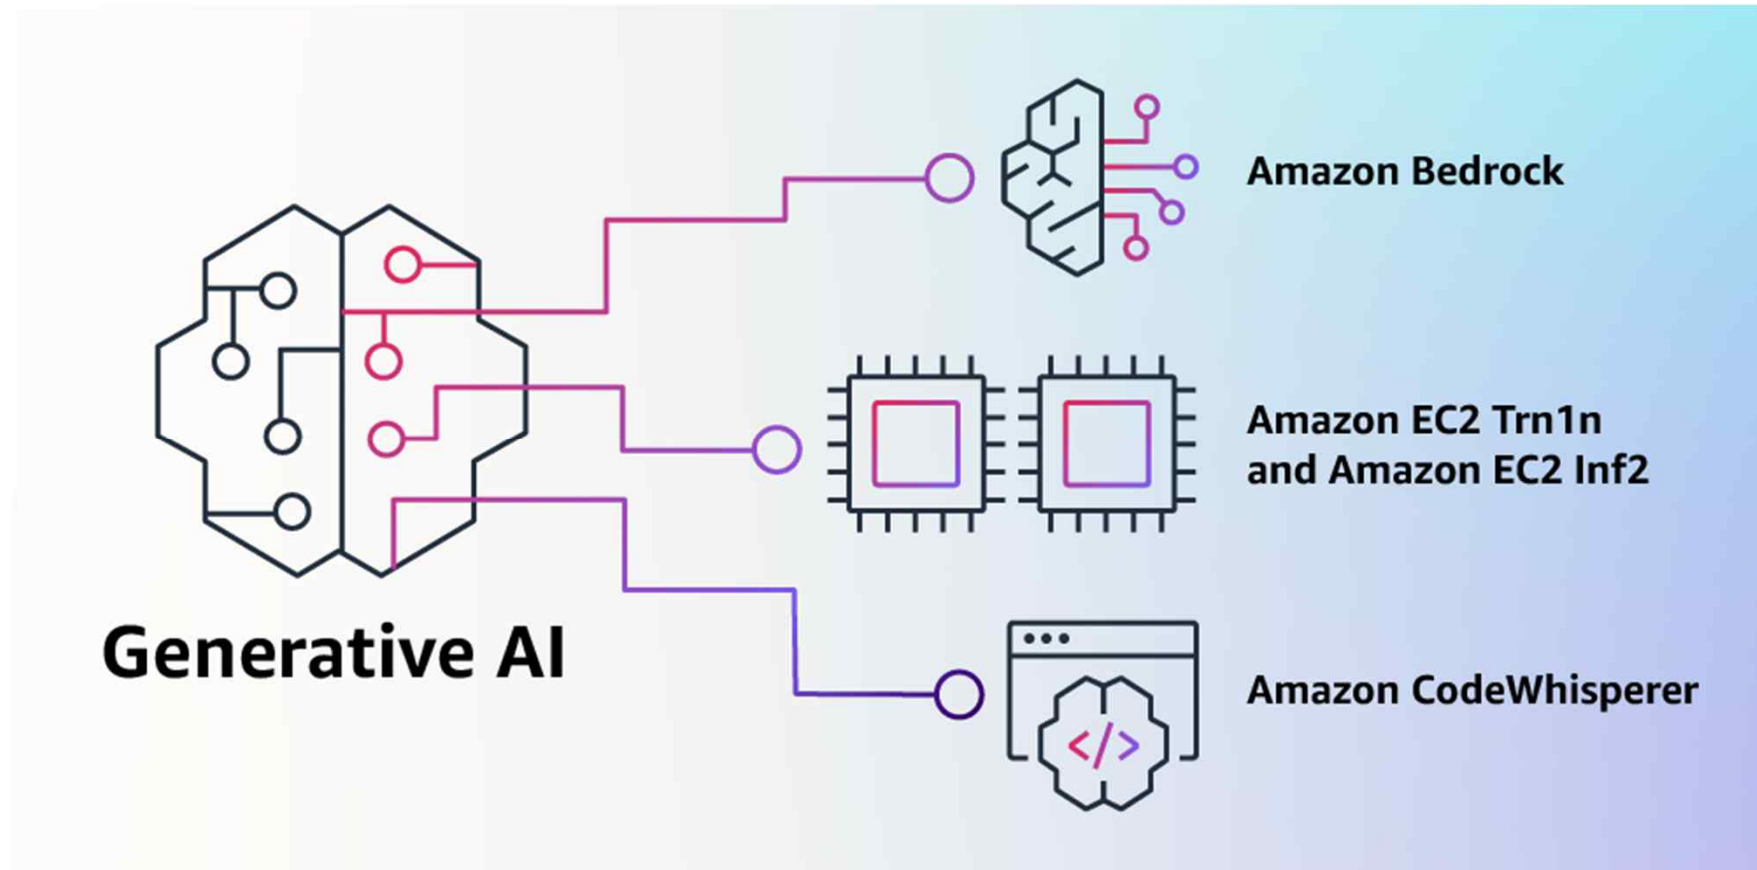 Generative AI
Amazon Bedrock
Amazon EC2 Trn1n
and Amazon EC2 Inf2
Amazon CodeWhisperer
</>